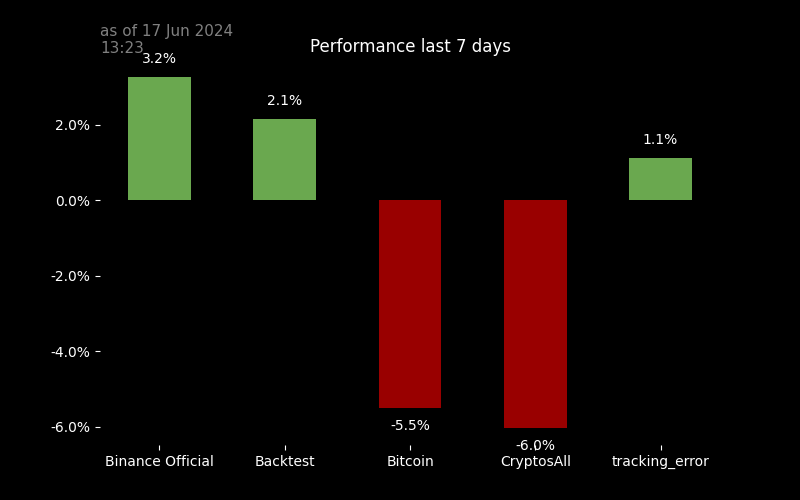 as of 17 Jun 2024
13:23
Performance last 7 days
3.2%
2.1%
1.1%
2.0%
0.0%
-2.0%
-4.0%
-6.0%
-5.5%
-6.0%
Binance Official
Backtest
Bitcoin
CryptosAll
tracking_error